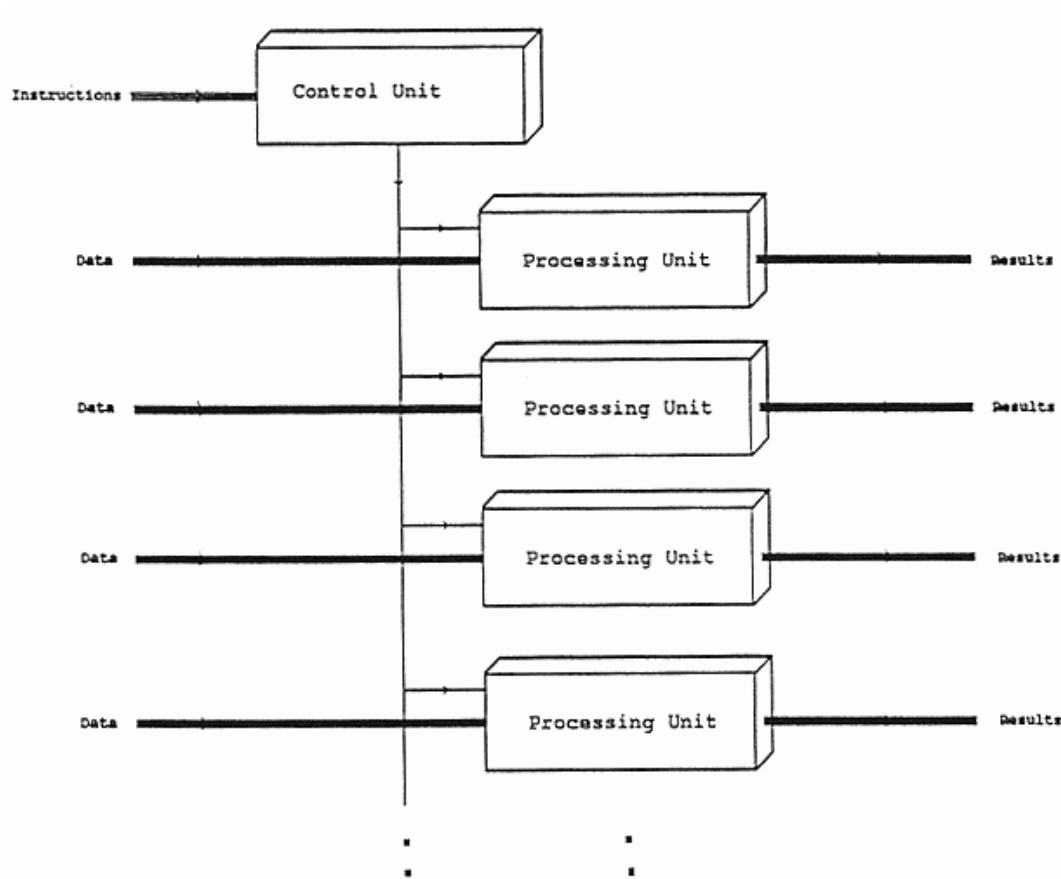 Instructions
Control Unit
Data
Processing Unit
Results
Data
Processing Unit
Results
Data
Processing Unit
Results
Data
Processing Unit
Results